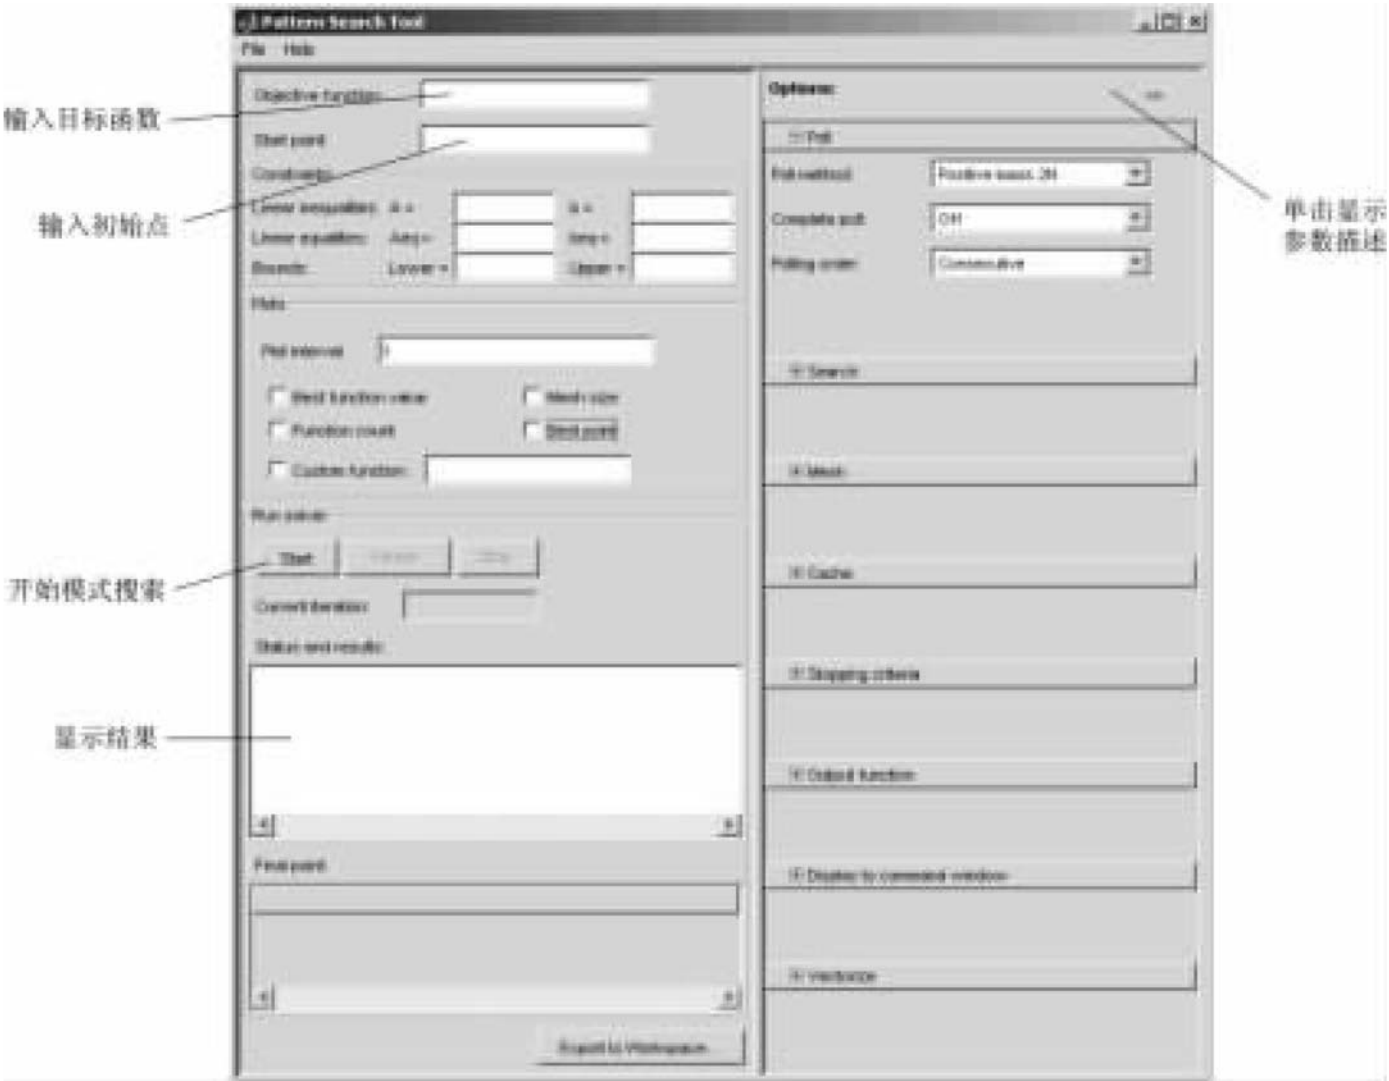 Pattern Search Tool
File Help
输入目标函数
Objective function:
输入初始点
Start point:
Constraints:
Linear inequalities: A = b =
Linear equalities: Aeq = beq =
Bounds: Lower = Upper =
Plots
Plot interval: 1
Best function value Mesh size
Function count Best point
Custom function:
Run solver
开始模式搜索
Start Pause Stop
Current iteration:
Status and results:
显示结果
Final point:
Export to Workspace...
Options:
>>
单击显示
参数描述
Poll
Poll method: Positive basis 2N
Complete poll: Off
Polling order: Consecutive
Search
Mesh
Cache
Stopping criteria
Output function
Display to command window
Vectorize